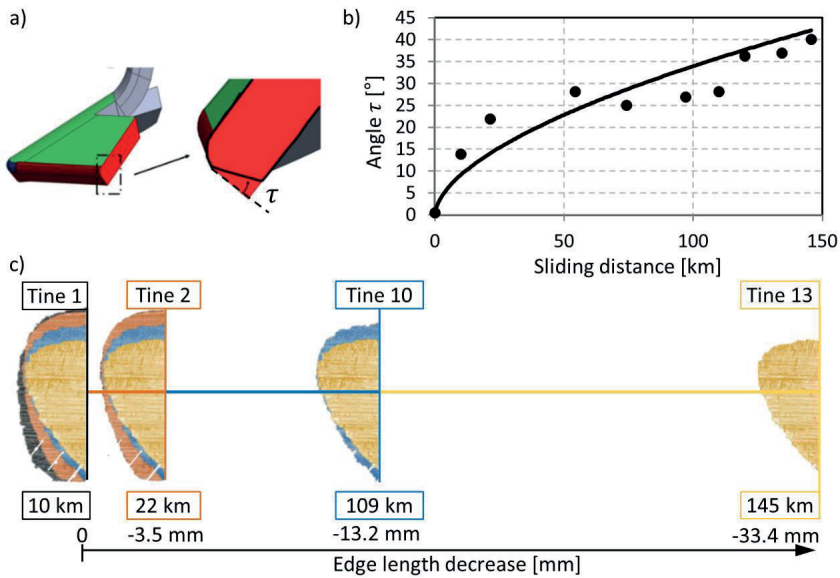 a)
τ
b)
45
40
35
30
25
20
15
10
5
0
Angle τ [°]
0
50
100
150
Sliding distance [km]
c)
Tine 1
Tine 2
Tine 10
Tine 13
10 km
22 km
109 km
145 km
0
-3.5 mm
-13.2 mm
-33.4 mm
Edge length decrease [mm]